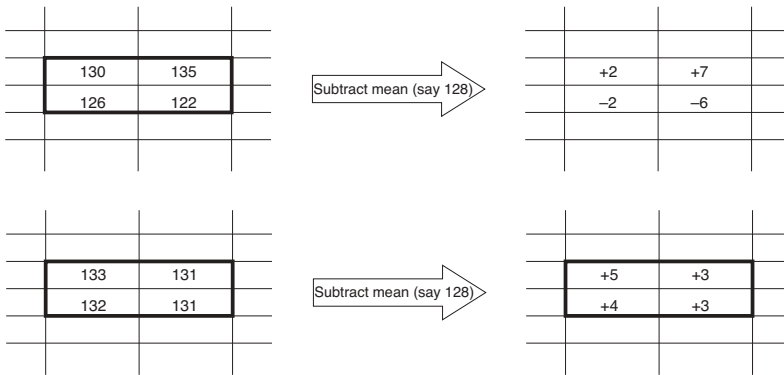 130 135 +2 +7
Subtract mean (say 128)
126 122 –2 –6
133 131 +5 +3
Subtract mean (say 128)
132 131 +4 +3